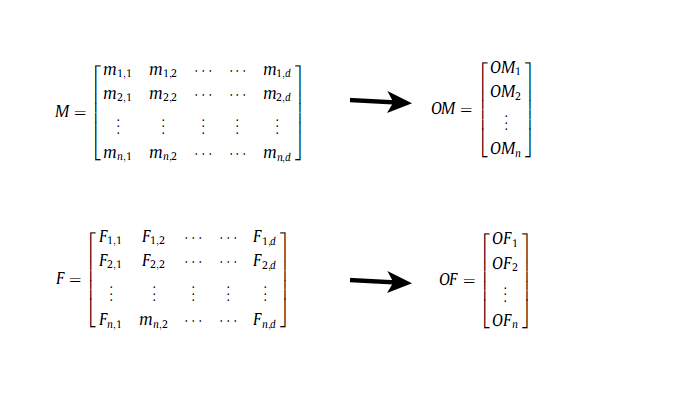 M = [ m1,1 m1,2 ⋯ ⋯ m1,d
m2,1 m2,2 ⋯ ⋯ m2,d
⋮ ⋮ ⋮ ⋮ ⋮
mn,1 mn,2 ⋯ ⋯ mn,d ]
OM = [ OM1
OM2
⋮
OMn ]
F = [ F1,1 F1,2 ⋯ ⋯ F1,d
F2,1 F2,2 ⋯ ⋯ F2,d
⋮ ⋮ ⋮ ⋮ ⋮
Fn,1 mn,2 ⋯ ⋯ Fn,d ]
OF = [ OF1
OF2
⋮
OFn ]